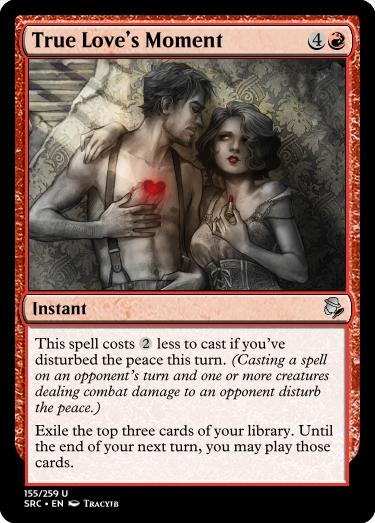 True Love's Moment 4
Instant
This spell costs 2 less to cast if you've
disturbed the peace this turn. (Casting a spell
on an opponent's turn and one or more creatures
dealing combat damage to an opponent disturb
the peace.)
Exile the top three cards of your library. Until
the end of your next turn, you may play those
cards.
155/259 U
SRC • EN Tracyjb